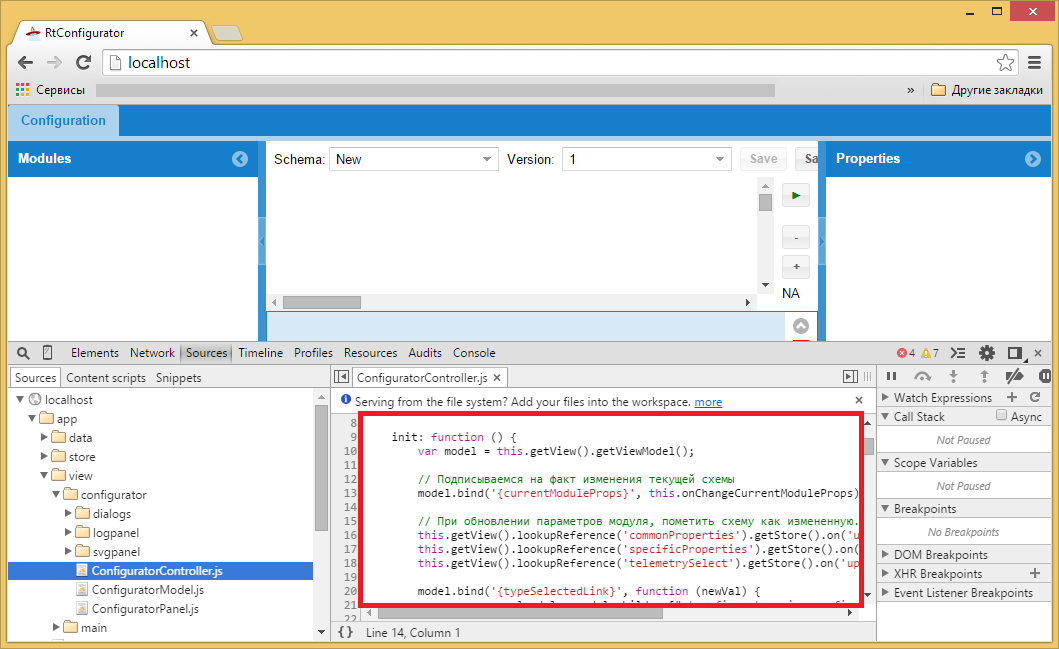 RtConfigurator
localhost
Сервисы
» Другие закладки
Configuration
Modules
Schema: New Version: 1 Save Sa
Properties
-
+
NA
Elements Network Sources Timeline Profiles Resources Audits Console
4 7
Sources Content scripts Snippets
ConfiguratorController.js
Serving from the file system? Add your files into the workspace. more
localhost
app
data
store
view
configurator
dialogs
logpanel
svgpanel
ConfiguratorController.js
ConfiguratorModel.js
ConfiguratorPanel.js
main
8
9 init: function () {
10 var model = this.getView().getViewModel();
11
12 // Подписываемся на факт изменения текущей схемы
13 model.bind('{currentModuleProps}', this.onChangeCurrentModuleProps)
14
15 // При обновлении параметров модуля, пометить схему как измененную.
16 this.getView().lookupReference('commonProperties').getStore().on('u
17 this.getView().lookupReference('specificProperties').getStore().on(
18 this.getView().lookupReference('telemetrySelect').getStore().on('up
19
20 model.bind('{typeSelectedLink}', function (newVal) {
21
22
{} Line 14, Column 1
Watch Expressions
Call Stack Async
Not Paused
Scope Variables
Not Paused
Breakpoints
No Breakpoints
DOM Breakpoints
XHR Breakpoints
Event Listener Breakpoints